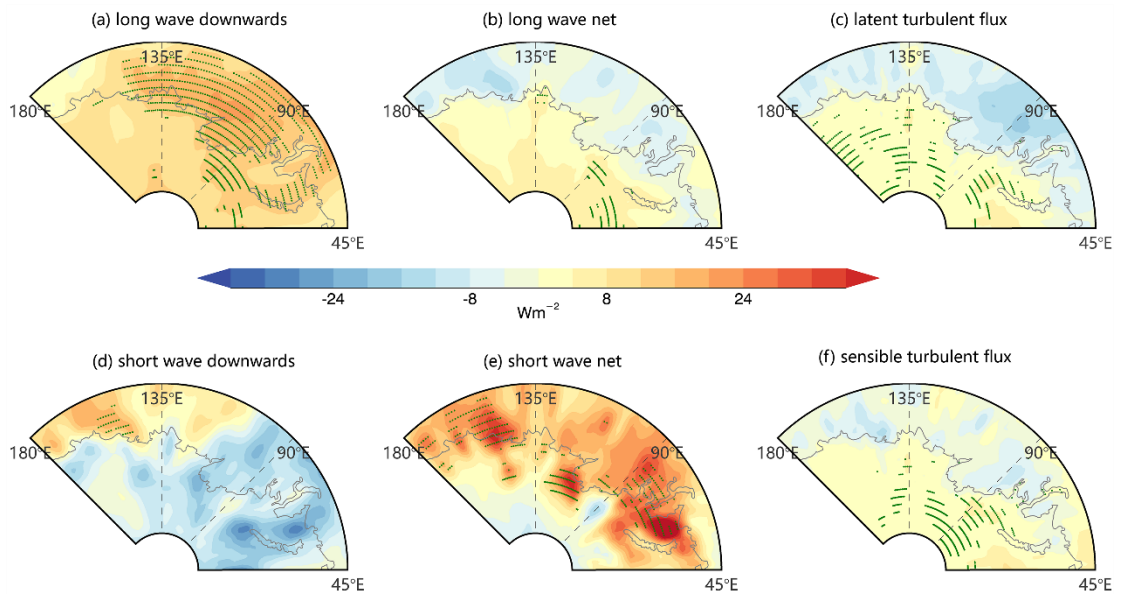 (a) long wave downwards
(b) long wave net
(c) latent turbulent flux
135°E
135°E
135°E
180°E
90°E
180°E
90°E
180°E
90°E
45°E
45°E
45°E
-24
-8
8
24
Wm⁻²
(d) short wave downwards
(e) short wave net
(f) sensible turbulent flux
135°E
135°E
135°E
180°E
90°E
180°E
90°E
180°E
90°E
45°E
45°E
45°E